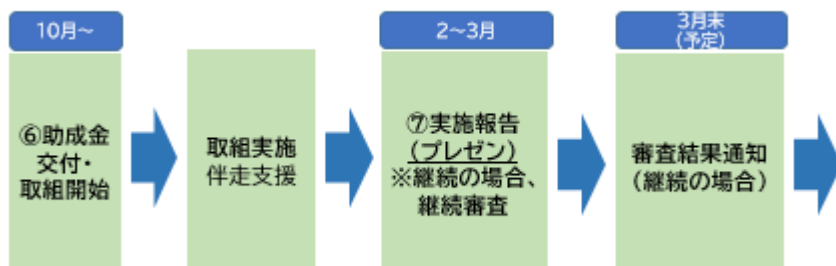 10月～
⑥助成金
交付・
取組開始
取組実施
伴走支援
2～3月
⑦実施報告
(プレゼン)
※継続の場合、
継続審査
3月末
(予定)
審査結果通知
(継続の場合)